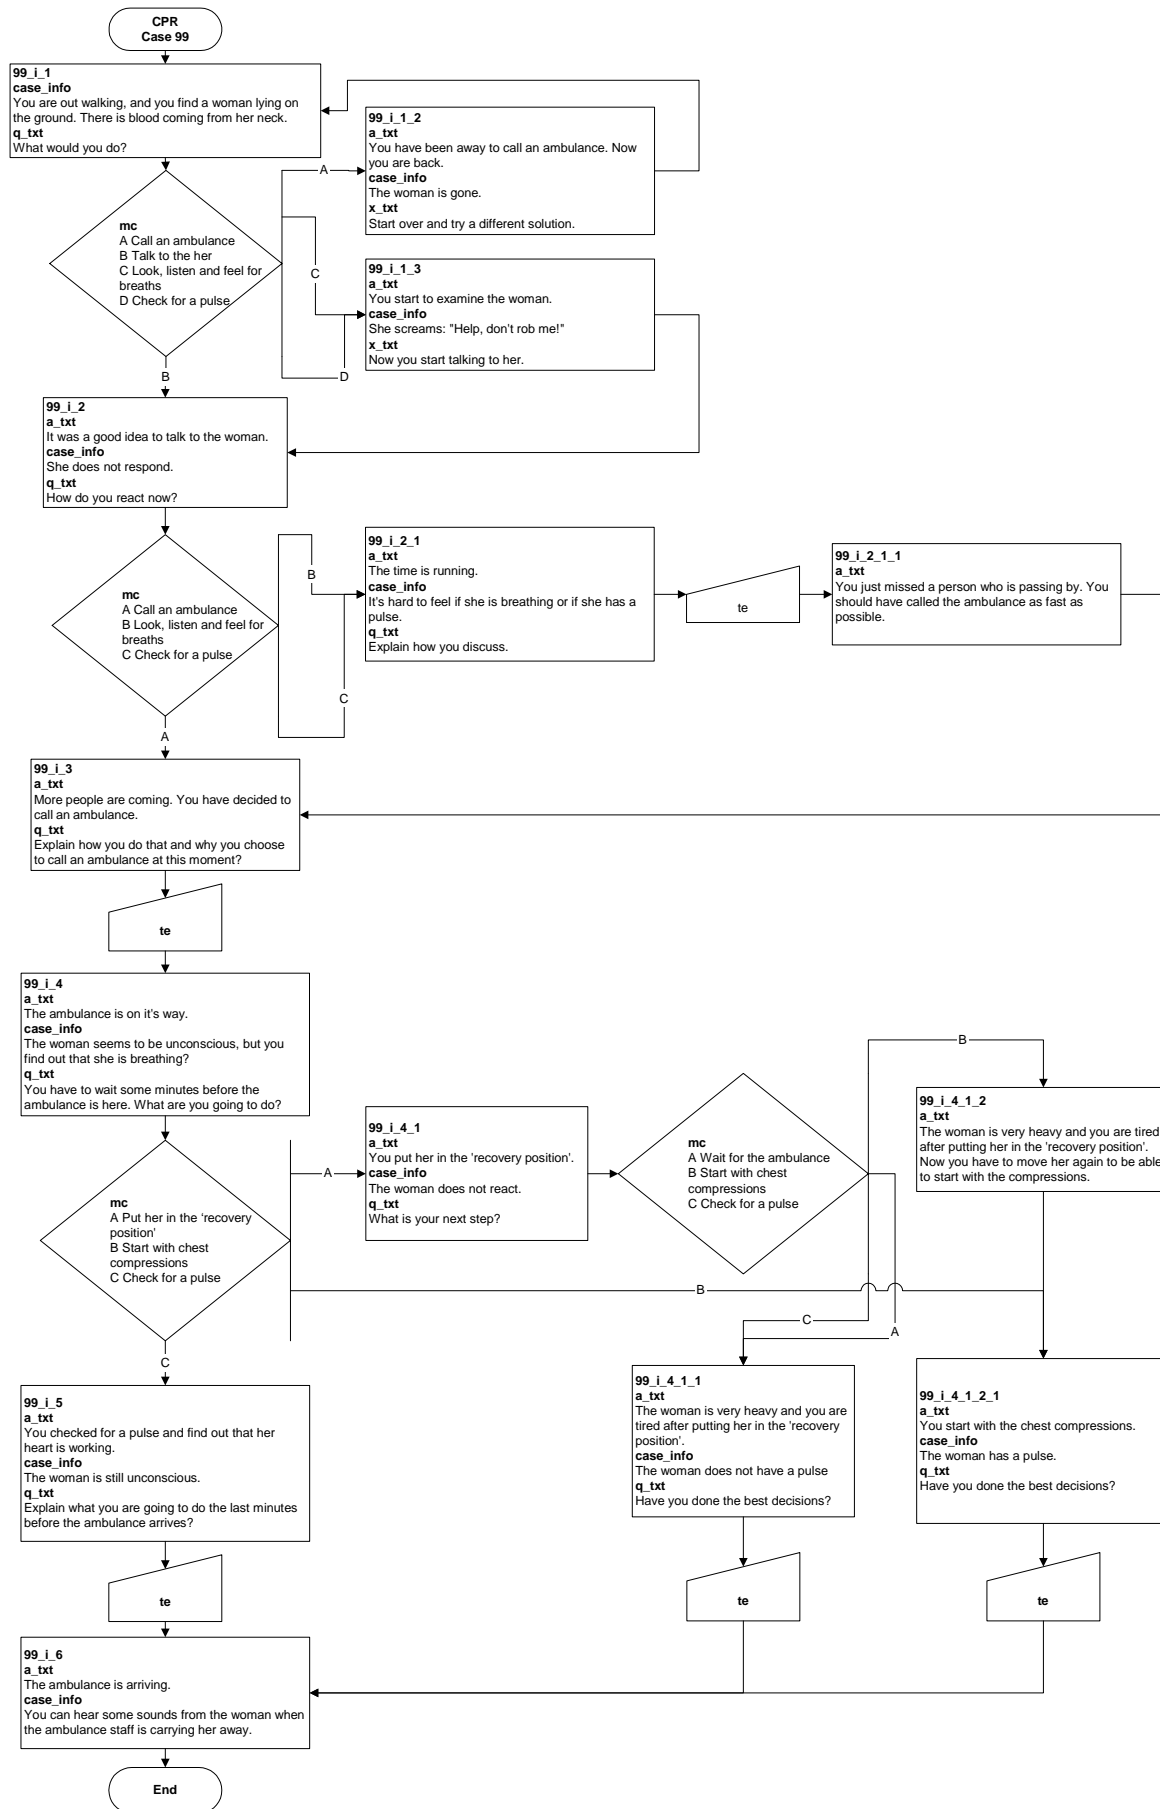 CPR
Case 99
99_i_1
case_info
You are out walking, and you find a woman lying on
the ground. There is blood coming from her neck.
q_txt
What would you do?
99_i_1_2
a_txt
You have been away to call an ambulance. Now
you are back.
case_info
The woman is gone.
x_txt
Start over and try a different solution.
A
mc
A Call an ambulance
B Talk to the her
C Look, listen and feel for
breaths
D Check for a pulse
C
99_i_1_3
a_txt
You start to examine the woman.
case_info
She screams: "Help, don't rob me!"
x_txt
Now you start talking to her.
D
B
99_i_2
a_txt
It was a good idea to talk to the woman.
case_info
She does not respond.
q_txt
How do you react now?
mc
A Call an ambulance
B Look, listen and feel for
breaths
C Check for a pulse
B
C
99_i_2_1
a_txt
The time is running.
case_info
It's hard to feel if she is breathing or if she has a
pulse.
q_txt
Explain how you discuss.
te
99_i_2_1_1
a_txt
You just missed a person who is passing by. You
should have called the ambulance as fast as
possible.
A
99_i_3
a_txt
More people are coming. You have decided to
call an ambulance.
q_txt
Explain how you do that and why you choose
to call an ambulance at this moment?
te
99_i_4
a_txt
The ambulance is on it's way.
case_info
The woman seems to be unconscious, but you
find out that she is breathing?
q_txt
You have to wait some minutes before the
ambulance is here. What are you going to do?
mc
A Put her in the ‘recovery
position’
B Start with chest
compressions
C Check for a pulse
A
99_i_4_1
a_txt
You put her in the 'recovery position'.
case_info
The woman does not react.
q_txt
What is your next step?
mc
A Wait for the ambulance
B Start with chest
compressions
C Check for a pulse
B
99_i_4_1_2
a_txt
The woman is very heavy and you are tired
after putting her in the 'recovery position'.
Now you have to move her again to be able
to start with the compressions.
B
C
A
C
99_i_5
a_txt
You checked for a pulse and find out that her
heart is working.
case_info
The woman is still unconscious.
q_txt
Explain what you are going to do the last minutes
before the ambulance arrives?
99_i_4_1_1
a_txt
The woman is very heavy and you are
tired after putting her in the 'recovery
position'.
case_info
The woman does not have a pulse
q_txt
Have you done the best decisions?
99_i_4_1_2_1
a_txt
You start with the chest compressions.
case_info
The woman has a pulse.
q_txt
Have you done the best decisions?
te
te
te
99_i_6
a_txt
The ambulance is arriving.
case_info
You can hear some sounds from the woman when
the ambulance staff is carrying her away.
End